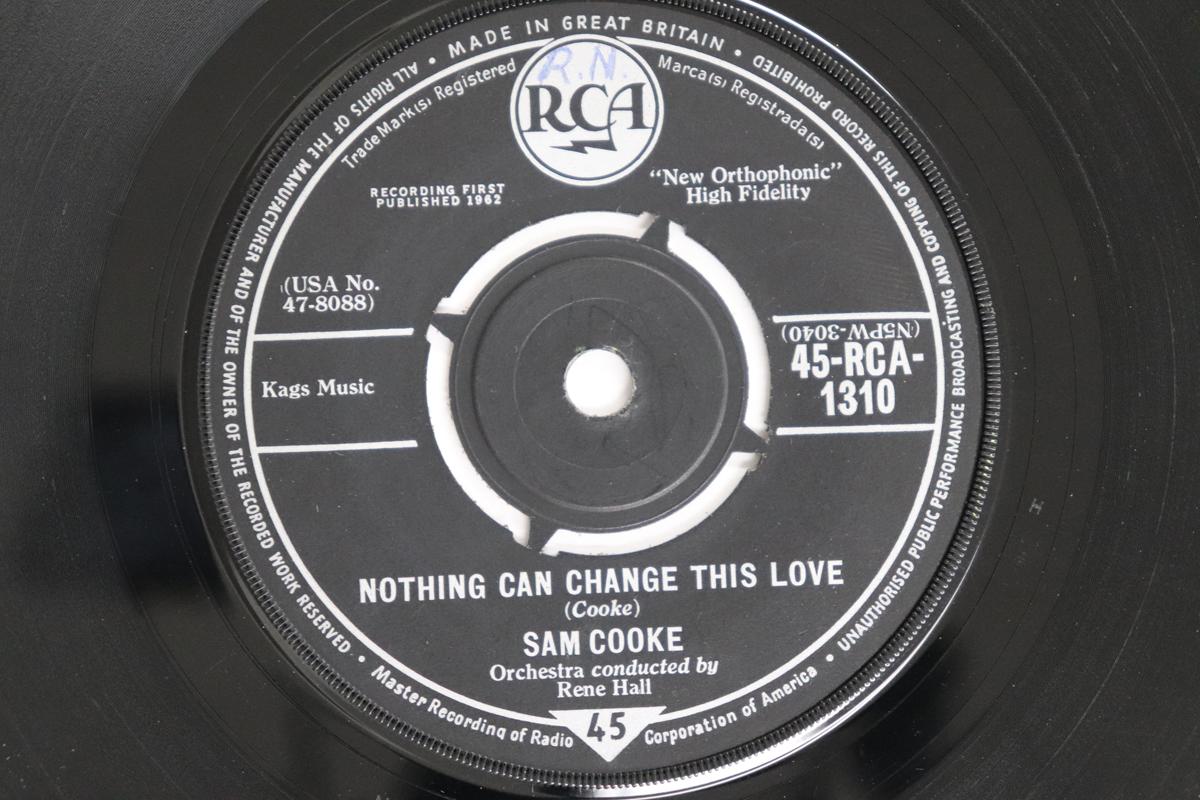 MADE IN GREAT BRITAIN • UNAUTHORISED PUBLIC PERFORMANCE BROADCASTING AND COPYING OF THIS RECORD PROHIBITED • ALL RIGHTS OF THE MANUFACTURER AND OF THE OWNER OF THE RECORDED WORK RESERVED •
TradeMark(s) Registered
R.N.
RCA
Marca(s) Registrada(s)
RECORDING FIRST
PUBLISHED 1962
"New Orthophonic"
High Fidelity
(USA No.
47-8088)
(N5PW-3040)
45-RCA-
1310
Kags Music
NOTHING CAN CHANGE THIS LOVE
(Cooke)
SAM COOKE
Orchestra conducted by
Rene Hall
Master Recording of Radio Corporation of America
45